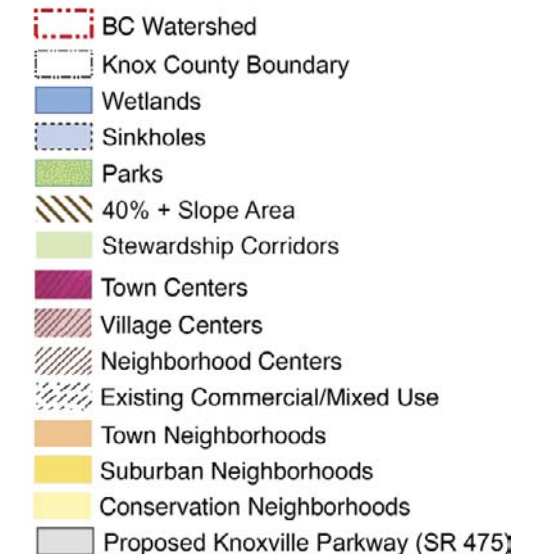 BC Watershed
Knox County Boundary
Wetlands
Sinkholes
Parks
40% + Slope Area
Stewardship Corridors
Town Centers
Village Centers
Neighborhood Centers
Existing Commercial/Mixed Use
Town Neighborhoods
Suburban Neighborhoods
Conservation Neighborhoods
Proposed Knoxville Parkway (SR 475)